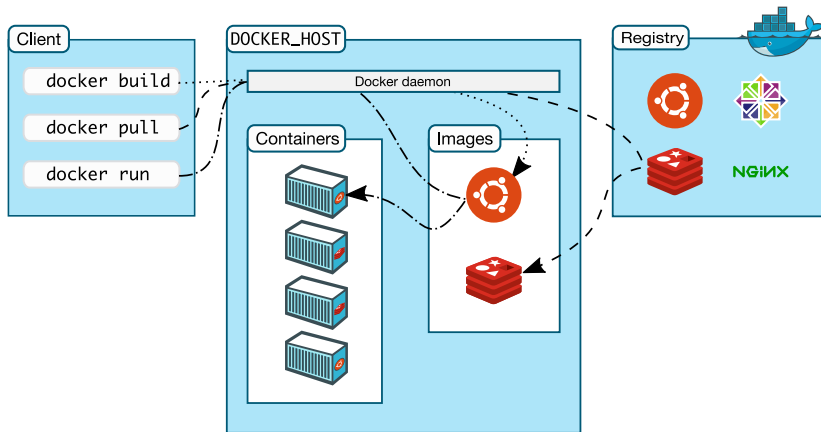 Client
docker build
docker pull
docker run
DOCKER_HOST
Docker daemon
Containers
Images
Registry
NGINX